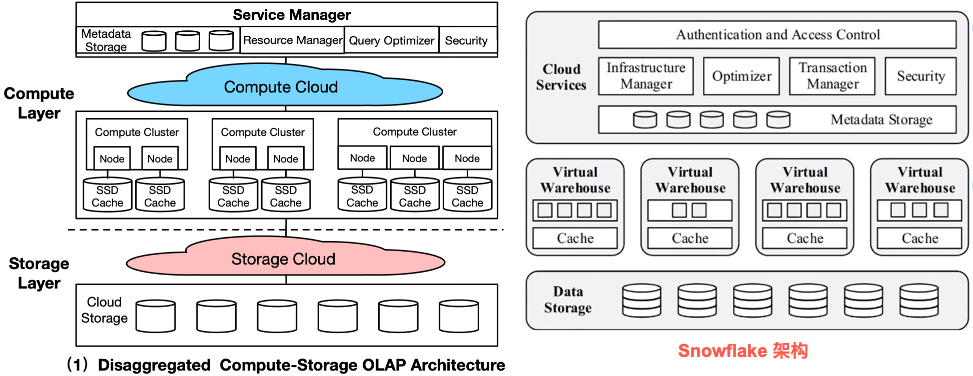 Service Manager
Metadata
Storage
Resource Manager
Query Optimizer
Security
Compute Cloud
Compute
Layer
Compute Cluster
Node
Node
SSD
Cache
SSD
Cache
Compute Cluster
Node
Node
SSD
Cache
SSD
Cache
Compute Cluster
Node
Node
Node
SSD
Cache
SSD
Cache
SSD
Cache
Storage Cloud
Storage
Layer
Cloud
Storage
(1) Disaggregated Compute-Storage OLAP Architecture
Cloud
Services
Authentication and Access Control
Infrastructure
Manager
Optimizer
Transaction
Manager
Security
Metadata Storage
Virtual
Warehouse
Cache
Virtual
Warehouse
Cache
Virtual
Warehouse
Cache
Virtual
Warehouse
Cache
Data
Storage
Snowflake 架构